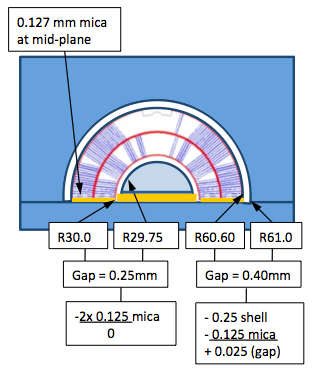 0.127 mm mica
at mid-plane
R30.0
R29.75
R60.60
R61.0
Gap = 0.25mm
Gap = 0.40mm
-2x 0.125 mica
0
- 0.25 shell
- 0.125 mica
+ 0.025 (gap)